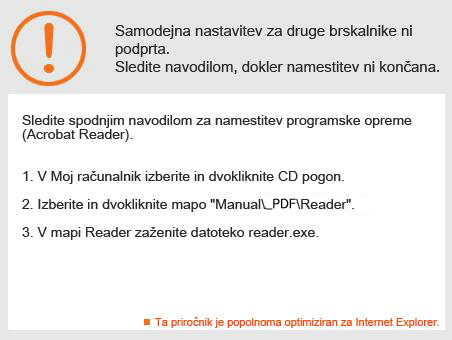 Samodejna nastavitev za druge brskalnike ni
podprta.
Sledite navodilom, dokler namestitev ni končana.
Sledite spodnjim navodilom za namestitev programske opreme
(Acrobat Reader).
1. V Moj računalnik izberite in dvokliknite CD pogon.
2. Izberite in dvokliknite mapo "Manual\_PDF\Reader".
3. V mapi Reader zaženite datoteko reader.exe.
Ta priročnik je popolnoma optimiziran za Internet Explorer.